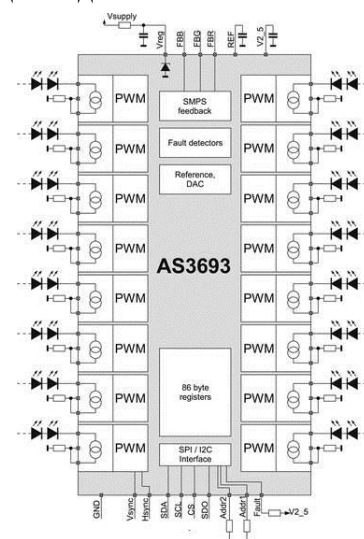 Vsupply
Vreg
FBB
FBG
FBR
REF
V2_5
SMPS
feedback
Fault detectors
Reference,
DAC
AS3693
PWM PWM
PWM PWM
PWM PWM
PWM PWM
PWM PWM
PWM PWM
PWM PWM
PWM PWM
86 byte
registers
SPI / I2C
Interface
GND
Vsync
Hsync
SDA
SCL
CS
SDO
Addr2
Addr1
Fault
V2_5